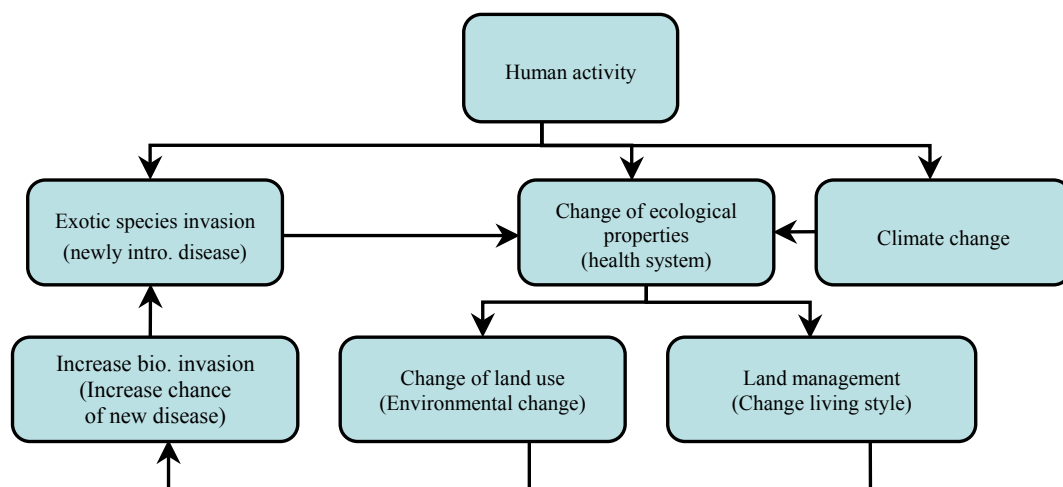 Human activity
Exotic species invasion
(newly intro. disease)
Change of ecological
properties
(health system)
Climate change
Increase bio. invasion
(Increase chance
of new disease)
Change of land use
(Environmental change)
Land management
(Change living style)